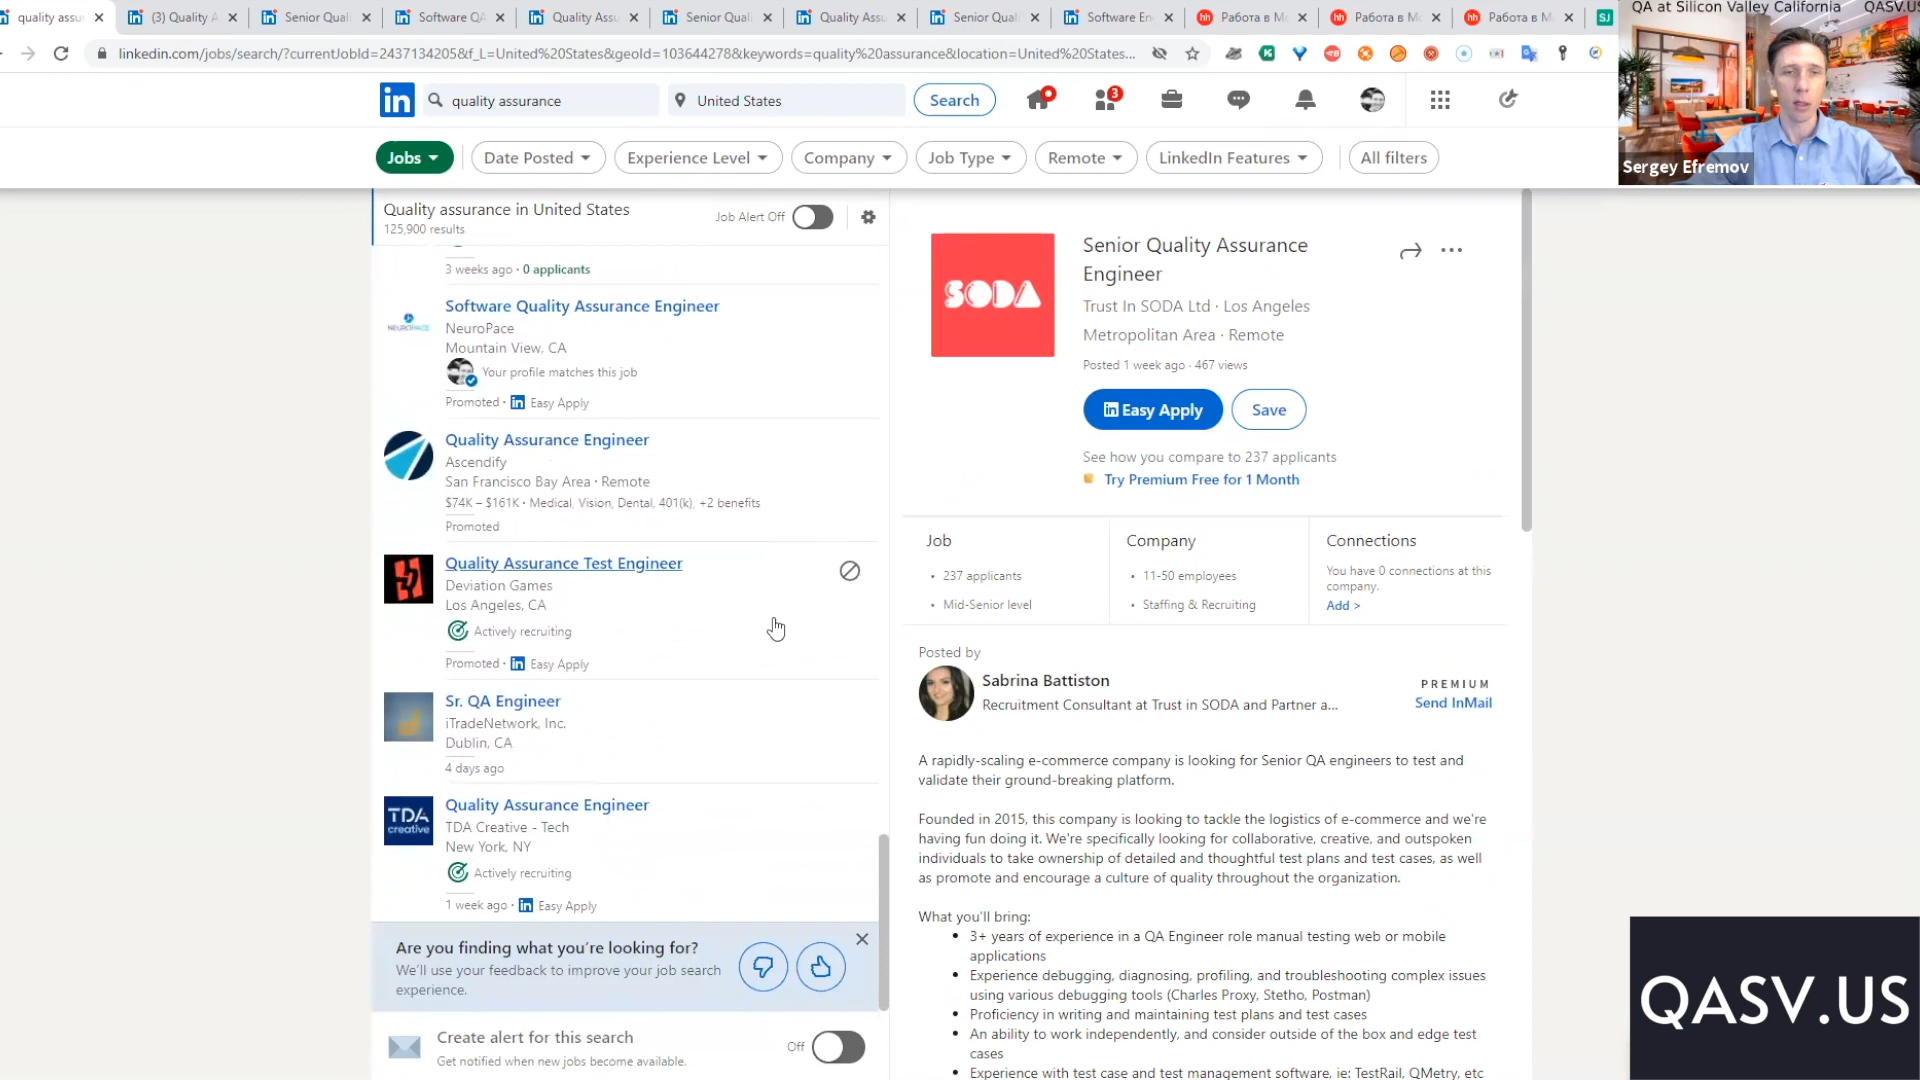 quality assur
(3) Quality A
Senior Quali
Software QA
Quality Assu
Senior Quali
Quality Assu
Senior Quali
Software En
Работа в Мо
Работа в Мо
Работа в М
SJ
linkedin.com/jobs/search/?currentJobId=2437134205&f_L=United%20States&geoId=103644278&keywords=quality%20assurance&location=United%20States...
QA at Silicon Valley California
QASV.US
Sergey Efremov
in
quality assurance
United States
Search
3
Jobs
Date Posted
Experience Level
Company
Job Type
Remote
LinkedIn Features
All filters
Quality assurance in United States
125,900 results
Job Alert Off
3 weeks ago · 0 applicants
NEUROPACE
Software Quality Assurance Engineer
NeuroPace
Mountain View, CA
Your profile matches this job
Promoted · in Easy Apply
Quality Assurance Engineer
Ascendify
San Francisco Bay Area · Remote
$74K – $161K · Medical, Vision, Dental, 401(k), +2 benefits
Promoted
Quality Assurance Test Engineer
Deviation Games
Los Angeles, CA
Actively recruiting
Promoted · in Easy Apply
Sr. QA Engineer
iTradeNetwork, Inc.
Dublin, CA
4 days ago
TDA
creative
Quality Assurance Engineer
TDA Creative - Tech
New York, NY
Actively recruiting
1 week ago · in Easy Apply
Are you finding what you're looking for?
We'll use your feedback to improve your job search
experience.
Create alert for this search
Get notified when new jobs become available.
Off
SODA
Senior Quality Assurance
Engineer
Trust In SODA Ltd · Los Angeles
Metropolitan Area · Remote
Posted 1 week ago · 467 views
in Easy Apply
Save
See how you compare to 237 applicants
Try Premium Free for 1 Month
Job
• 237 applicants
• Mid-Senior level
Company
• 11-50 employees
• Staffing & Recruiting
Connections
You have 0 connections at this
company.
Add >
Posted by
Sabrina Battiston
Recruitment Consultant at Trust in SODA and Partner a...
PREMIUM
Send InMail
A rapidly-scaling e-commerce company is looking for Senior QA engineers to test and
validate their ground-breaking platform.
Founded in 2015, this company is looking to tackle the logistics of e-commerce and we're
having fun doing it. We're specifically looking for collaborative, creative, and outspoken
individuals to take ownership of detailed and thoughtful test plans and test cases, as well
as promote and encourage a culture of quality throughout the organization.
What you'll bring:
• 3+ years of experience in a QA Engineer role manual testing web or mobile
applications
• Experience debugging, diagnosing, profiling, and troubleshooting complex issues
using various debugging tools (Charles Proxy, Stetho, Postman)
• Proficiency in writing and maintaining test plans and test cases
• An ability to work independently, and consider outside of the box and edge test
cases
• Experience with test case and test management software, ie: TestRail, QMetry, etc
QASV.US